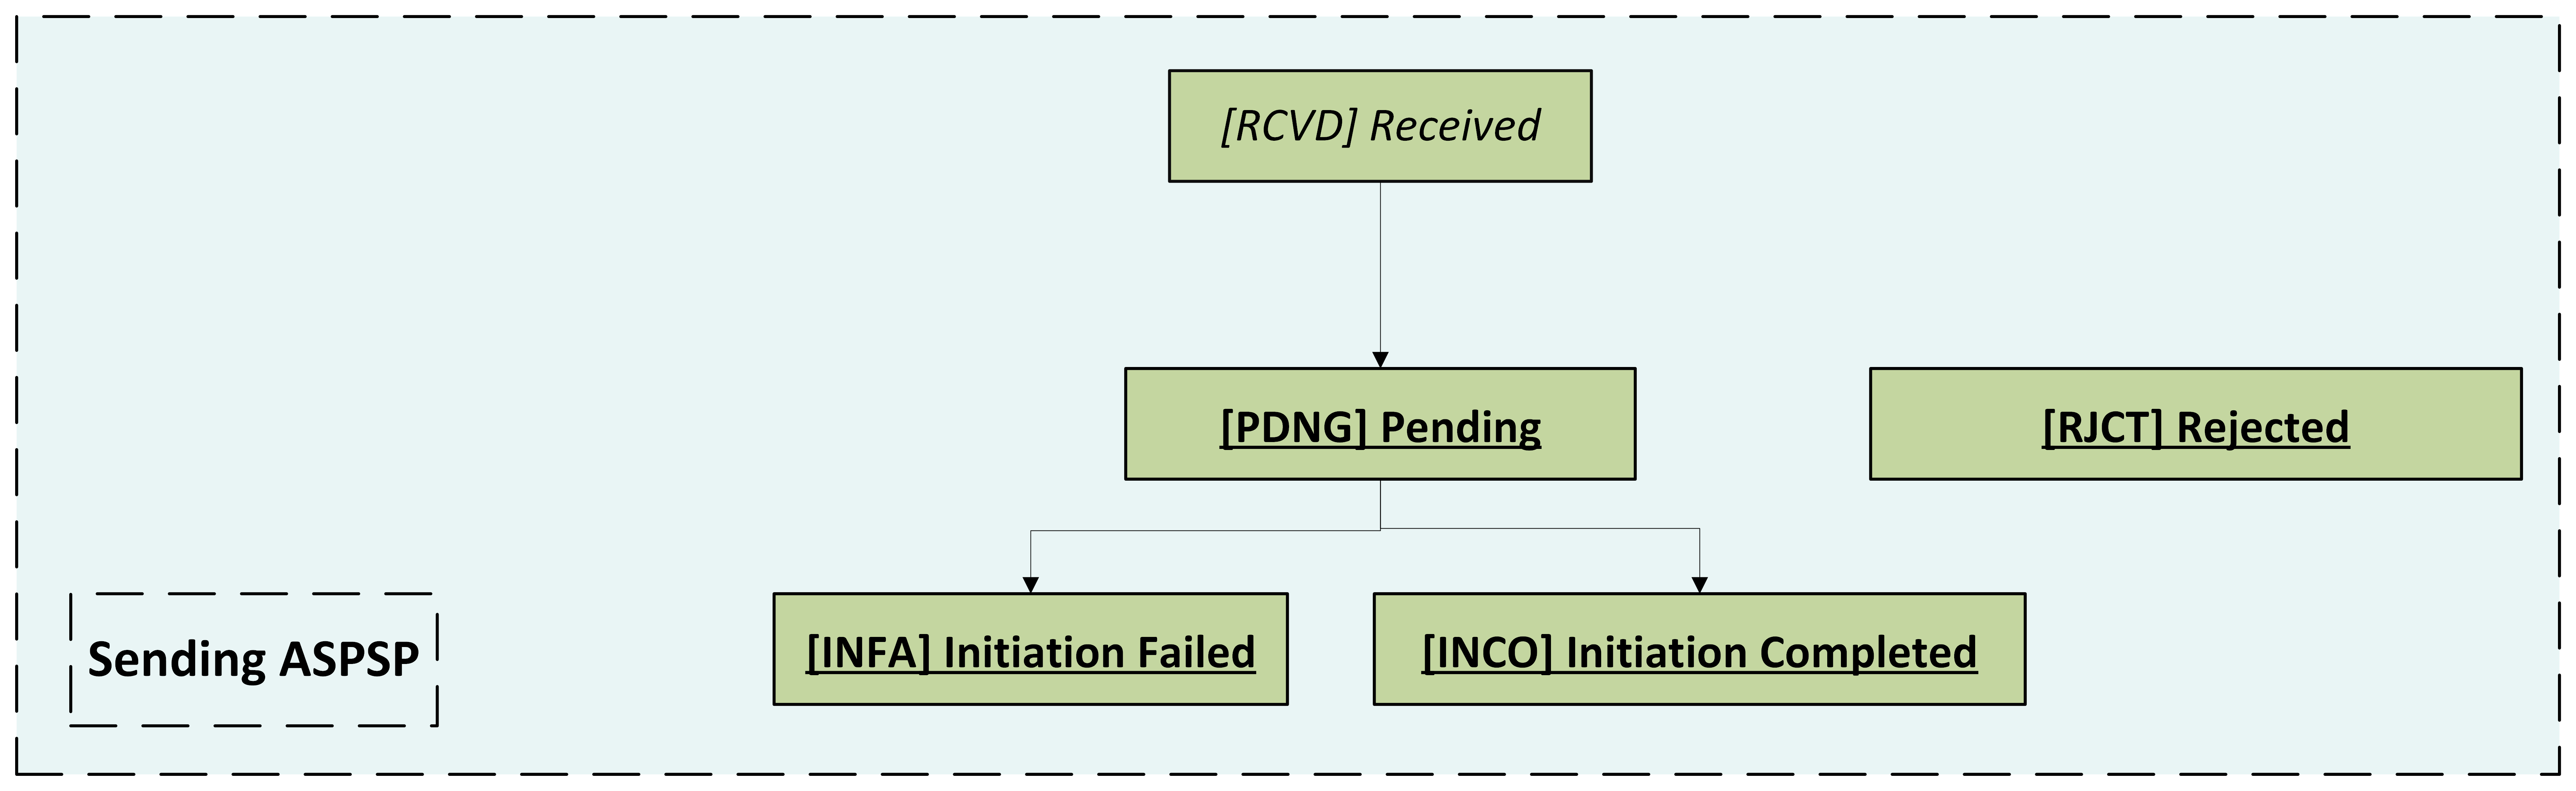 [RCVD] Received
[PDNG] Pending
[RJCT] Rejected
[INFA] Initiation Failed
[INCO] Initiation Completed
Sending ASPSP